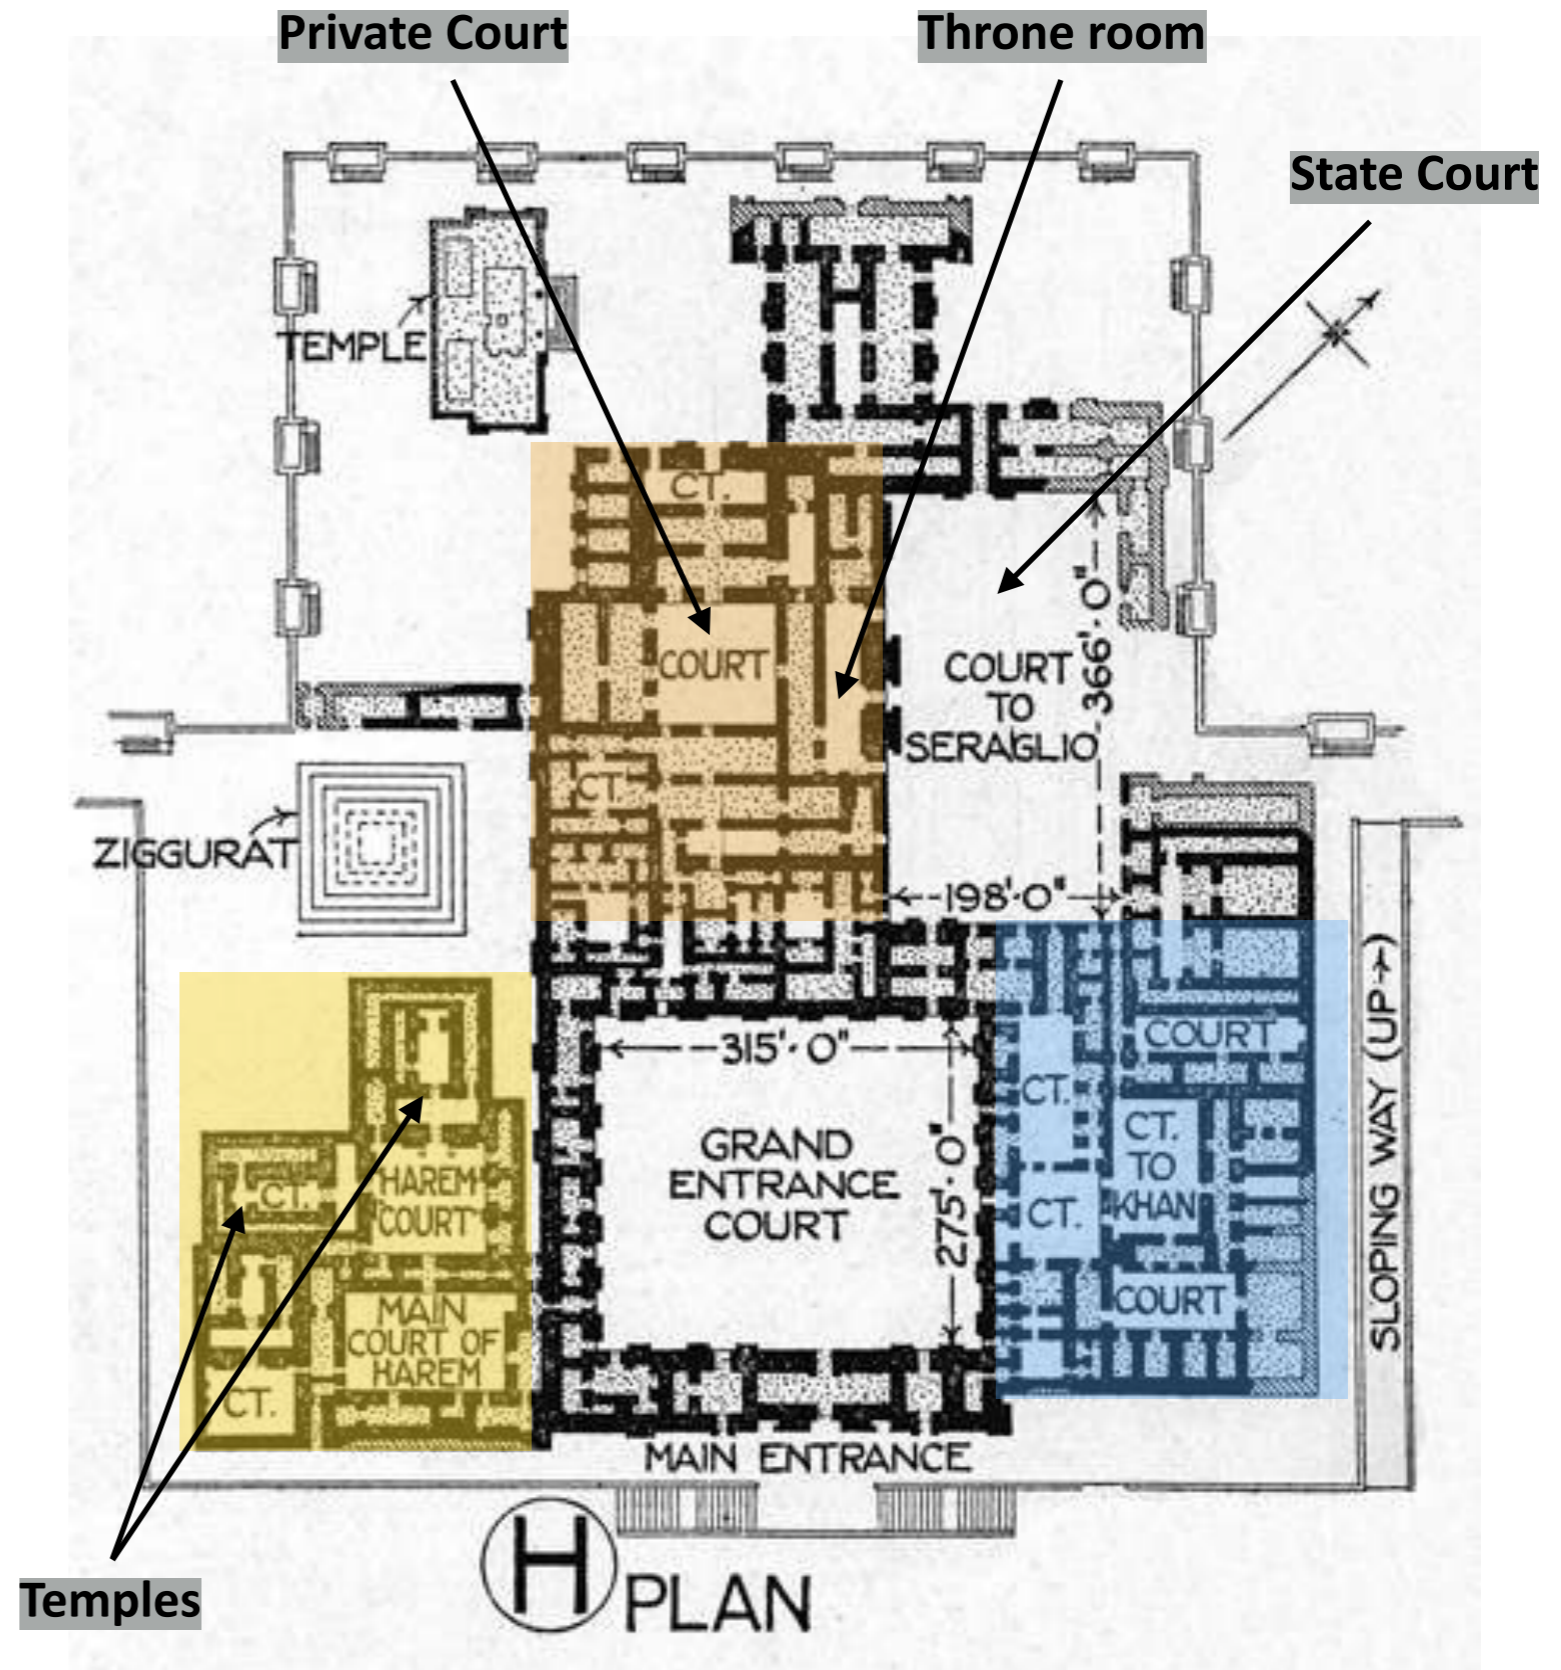 Private Court
Throne room
State Court
TEMPLE
CT.
COURT
COURT
TO
SERAGLIO
366'-0"
CT.
ZIGGURAT
198'-0"
315'-0"
275'-0"
GRAND
ENTRANCE
COURT
COURT
CT.
CT.
TO
KHAN
CT.
COURT
SLOPING WAY (UP→)
HAREM
COURT
CT.
MAIN
COURT OF
HAREM
CT.
MAIN ENTRANCE
Temples
H PLAN